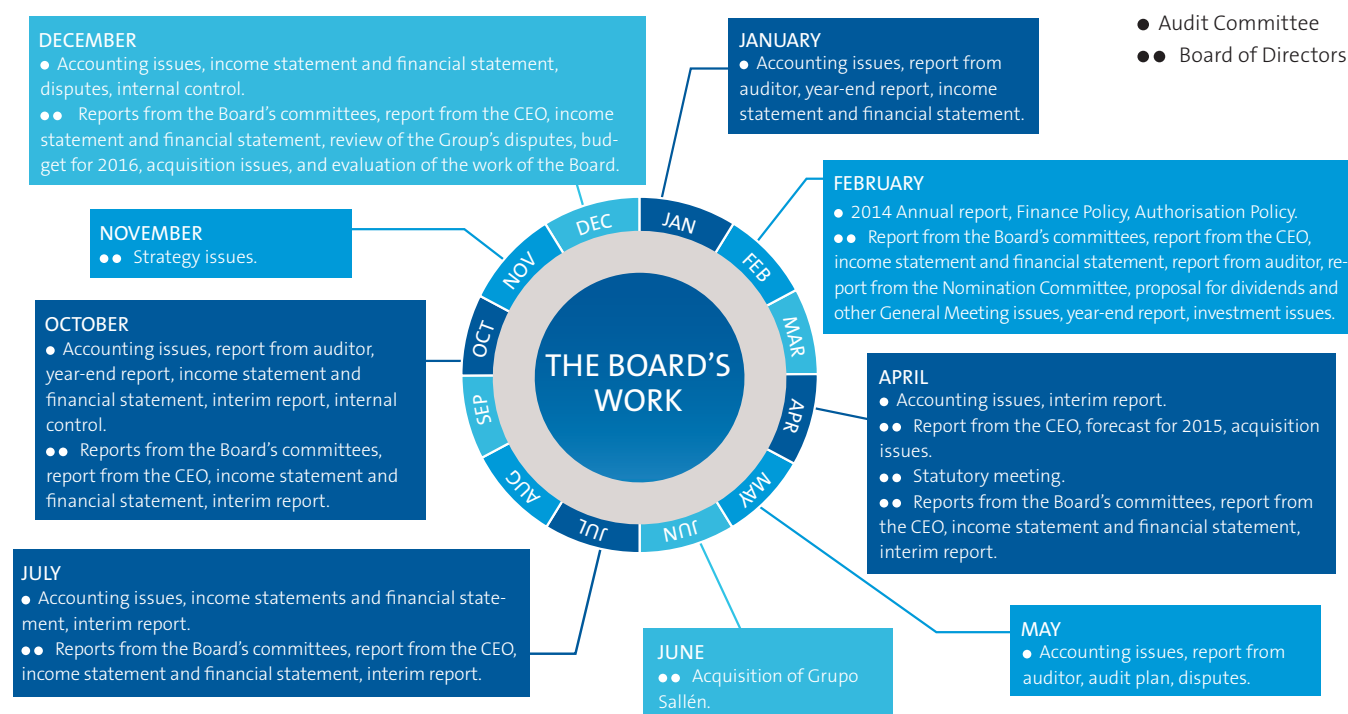 ● Audit Committee
●● Board of Directors
JANUARY
● Accounting issues, report from
auditor, year-end report, income
statement and financial statement.
FEBRUARY
● 2014 Annual report, Finance Policy, Authorisation Policy.
●● Report from the Board's committees, report from the CEO,
income statement and financial statement, report from auditor, re-
port from the Nomination Committee, proposal for dividends and
other General Meeting issues, year-end report, investment issues.
APRIL
● Accounting issues, interim report.
●● Report from the CEO, forecast for 2015, acquisition
issues.
●● Statutory meeting.
●● Reports from the Board's committees, report from
the CEO, income statement and financial statement,
interim report.
MAY
● Accounting issues, report from
auditor, audit plan, disputes.
JUNE
●● Acquisition of Grupo
Sallén.
JULY
● Accounting issues, income statements and financial state-
ment, interim report.
●● Reports from the Board's committees, report from the CEO,
income statement and financial statement, interim report.
OCTOBER
● Accounting issues, report from auditor,
year-end report, income statement and
financial statement, interim report, internal
control.
●● Reports from the Board's committees,
report from the CEO, income statement and
financial statement, interim report.
NOVEMBER
●● Strategy issues.
DECEMBER
● Accounting issues, income statement and financial statement,
disputes, internal control.
●● Reports from the Board's committees, report from the CEO, income
statement and financial statement, review of the Group's disputes, bud-
get for 2016, acquisition issues, and evaluation of the work of the Board.
JAN
FEB
MAR
APR
MAY
JUN
JUL
AUG
SEP
OCT
NOV
DEC
THE BOARD'S
WORK